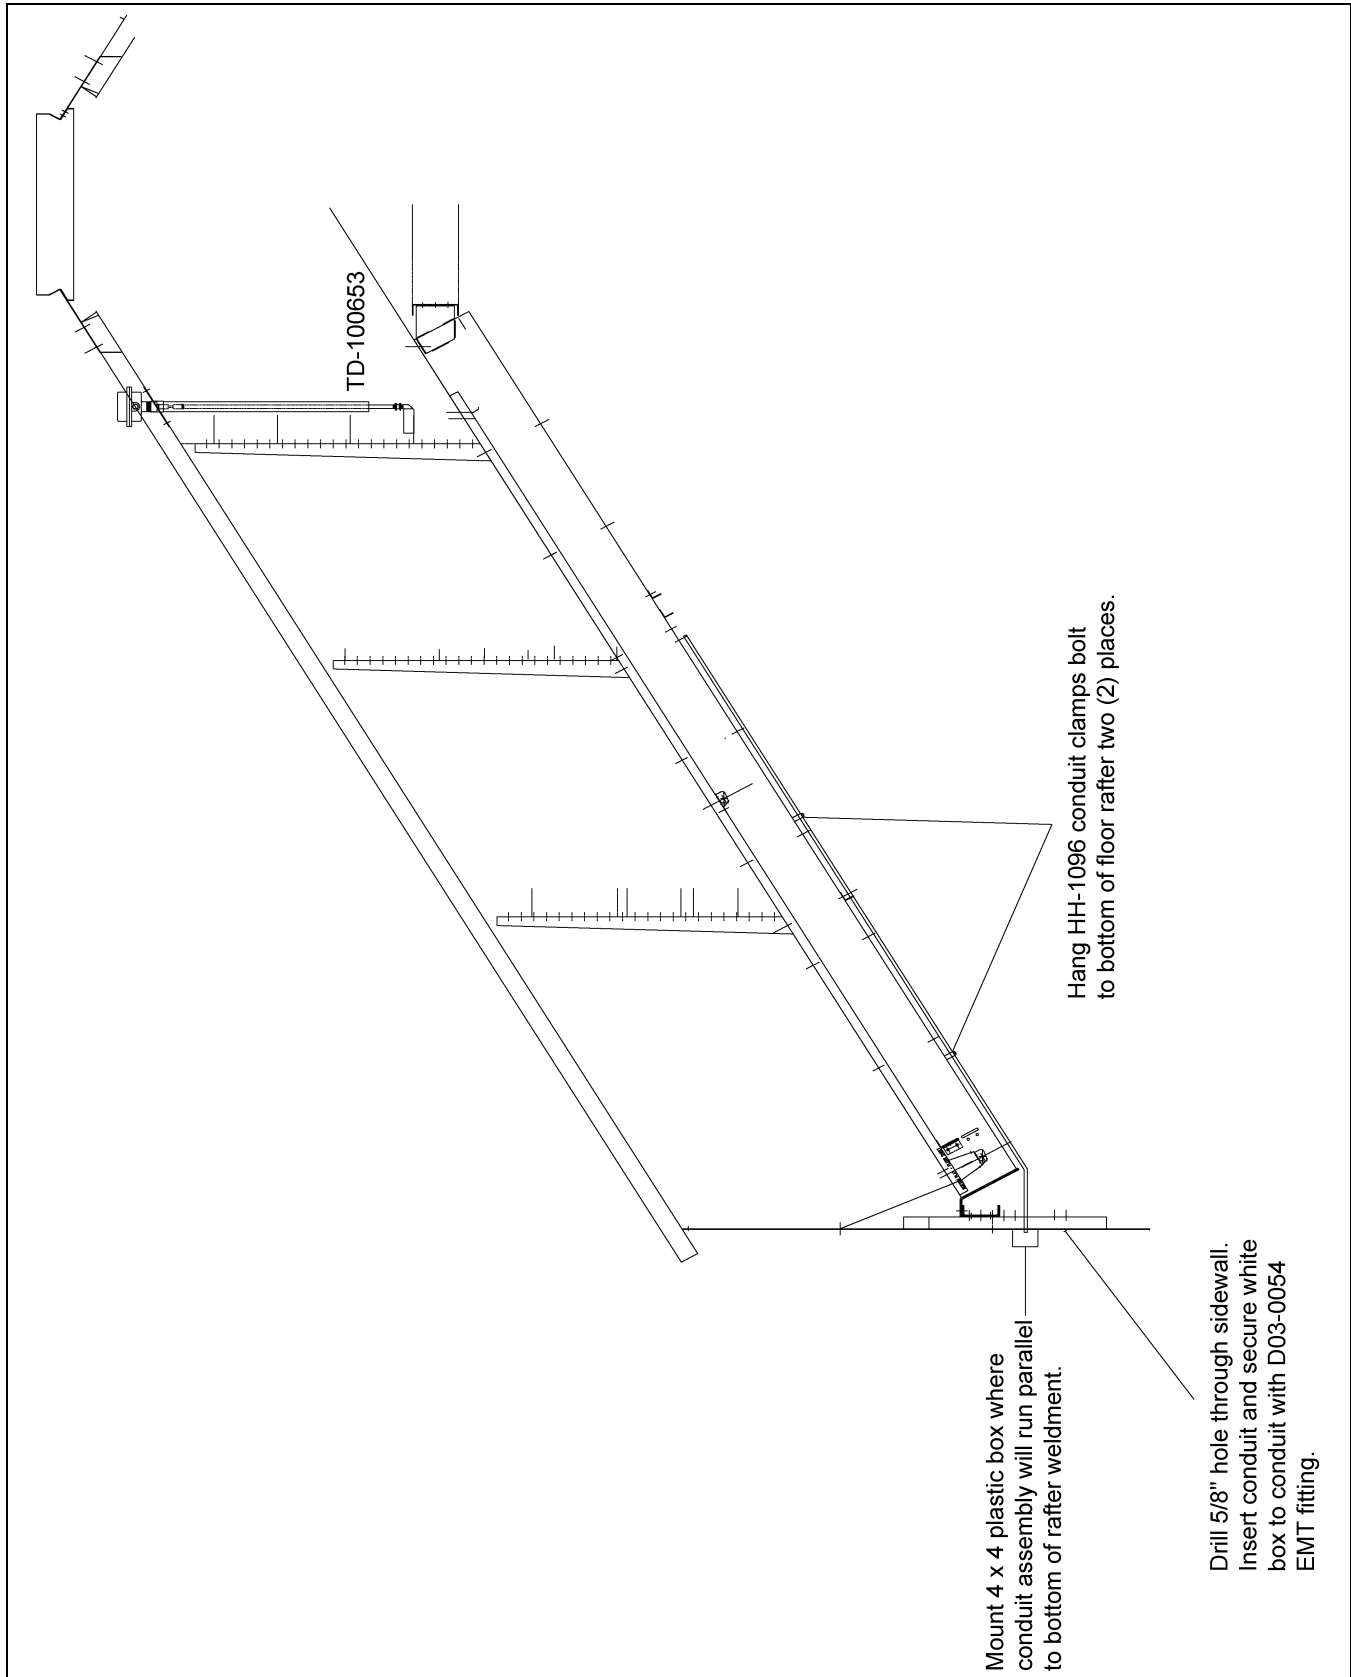 TD-100653
Hang HH-1096 conduit clamps bolt
to bottom of floor rafter two (2) places.
Mount 4 x 4 plastic box where
conduit assembly will run parallel
to bottom of rafter weldment.
Drill 5/8" hole through sidewall.
Insert conduit and secure white
box to conduit with D03-0054
EMT fitting.